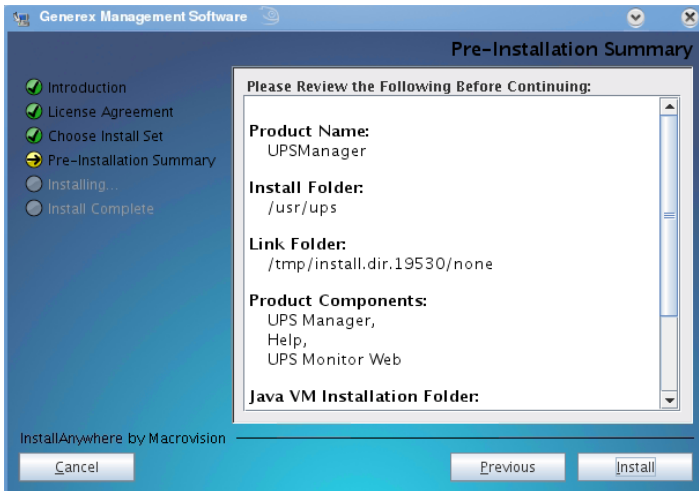 Generex Management Software
Pre-Installation Summary
Introduction
License Agreement
Choose Install Set
Pre-Installation Summary
Installing...
Install Complete
Please Review the Following Before Continuing:
Product Name:
UPSManager
Install Folder:
/usr/ups
Link Folder:
/tmp/install.dir.19530/none
Product Components:
UPS Manager,
Help,
UPS Monitor Web
Java VM Installation Folder:
InstallAnywhere by Macrovision
Cancel
Previous
Install